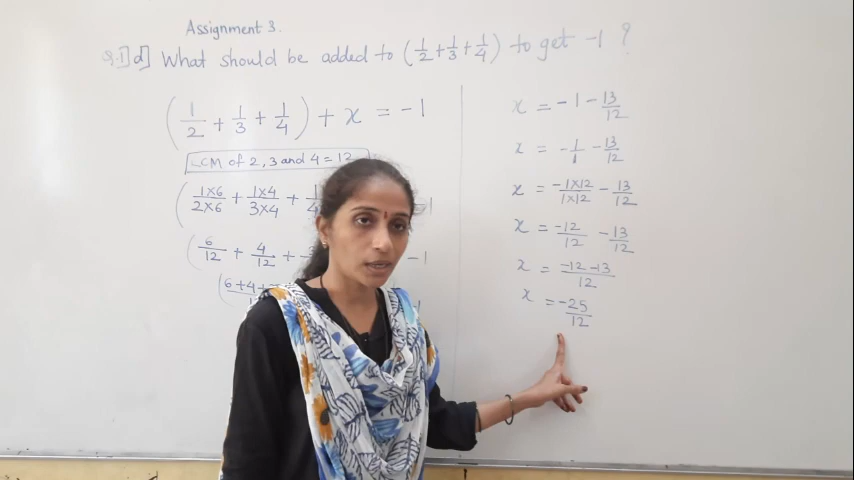 Assignment 3.
Q.1] d] What should be added to (1/2 + 1/3 + 1/4) to get -1 ?
(1/2 + 1/3 + 1/4) + x = -1
LCM of 2, 3 and 4 = 12
(1×6/2×6 + 1×4/3×4 + 1
(6/12 + 4/12 + -1
(6+4+
x = -1 - 13/12
x = -1/1 - 13/12
x = -1×12/1×12 - 13/12
x = -12/12 - 13/12
x = -12-13/12
x = -25/12